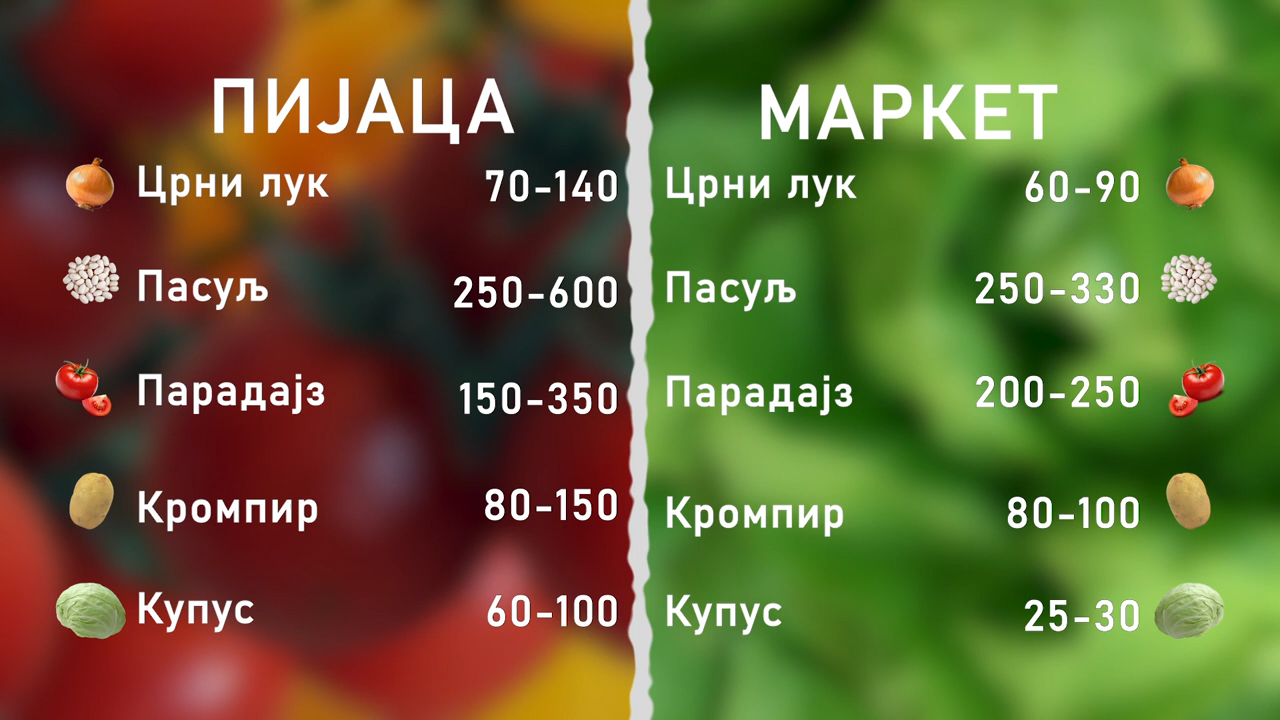 ПИЈАЦА
Црни лук 70-140
Пасуљ 250-600
Парадајз 150-350
Кромпир 80-150
Купус 60-100
МАРКЕТ
Црни лук 60-90
Пасуљ 250-330
Парадајз 200-250
Кромпир 80-100
Купус 25-30